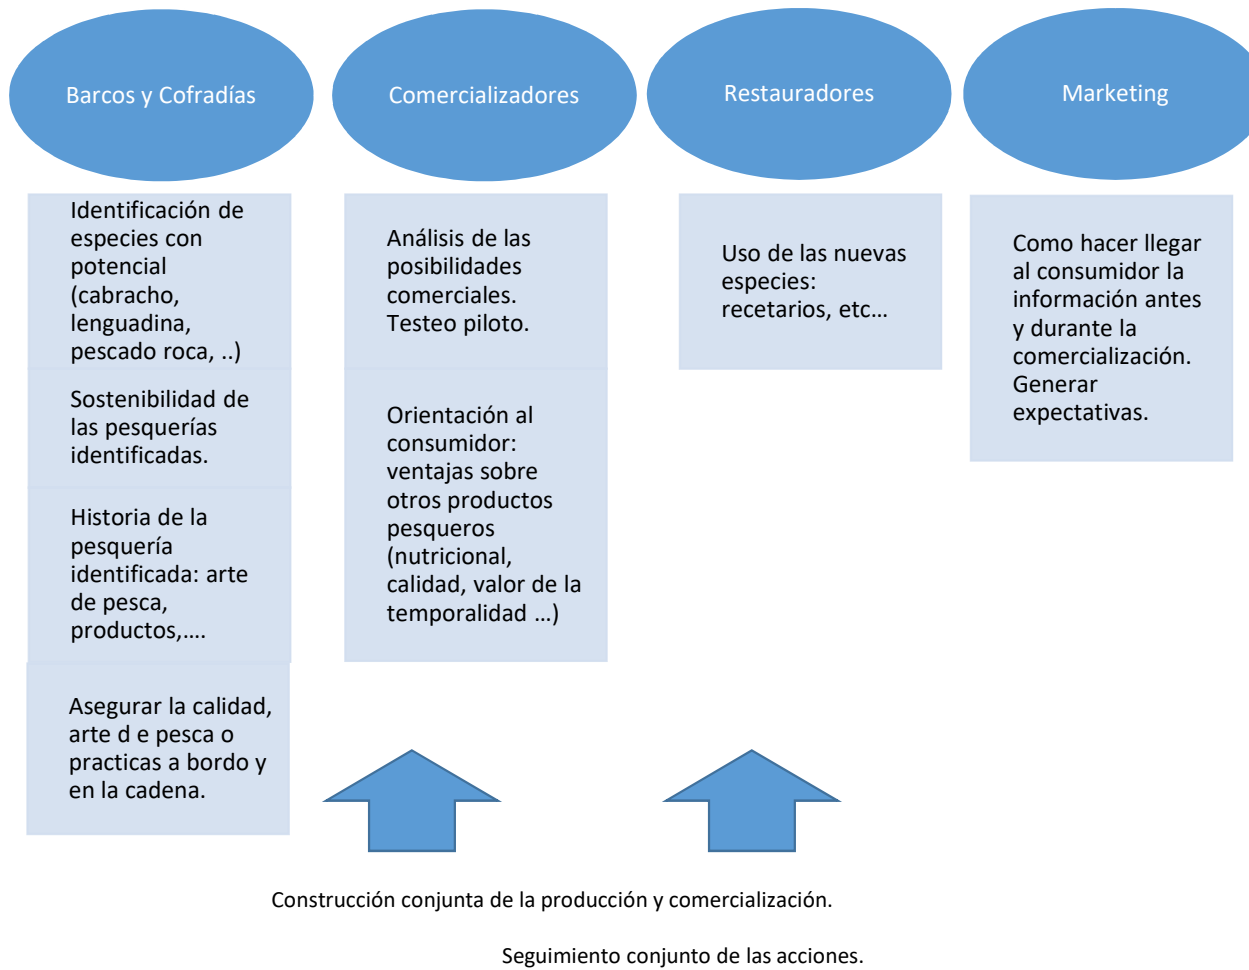 Barcos y Cofradías
Comercializadores
Restauradores
Marketing
Identificación de
especies con
potencial
(cabracho,
lenguadina,
pescado roca, ..)
Sostenibilidad de
las pesquerías
identificadas.
Historia de la
pesquería
identificada: arte
de pesca,
productos,....
Asegurar la calidad,
arte d e pesca o
practicas a bordo y
en la cadena.
Análisis de las
posibilidades
comerciales.
Testeo piloto.
Orientación al
consumidor:
ventajas sobre
otros productos
pesqueros
(nutricional,
calidad, valor de la
temporalidad ...)
Uso de las nuevas
especies:
recetarios, etc...
Como hacer llegar
al consumidor la
información antes
y durante la
comercialización.
Generar
expectativas.
Construcción conjunta de la producción y comercialización.
Seguimiento conjunto de las acciones.